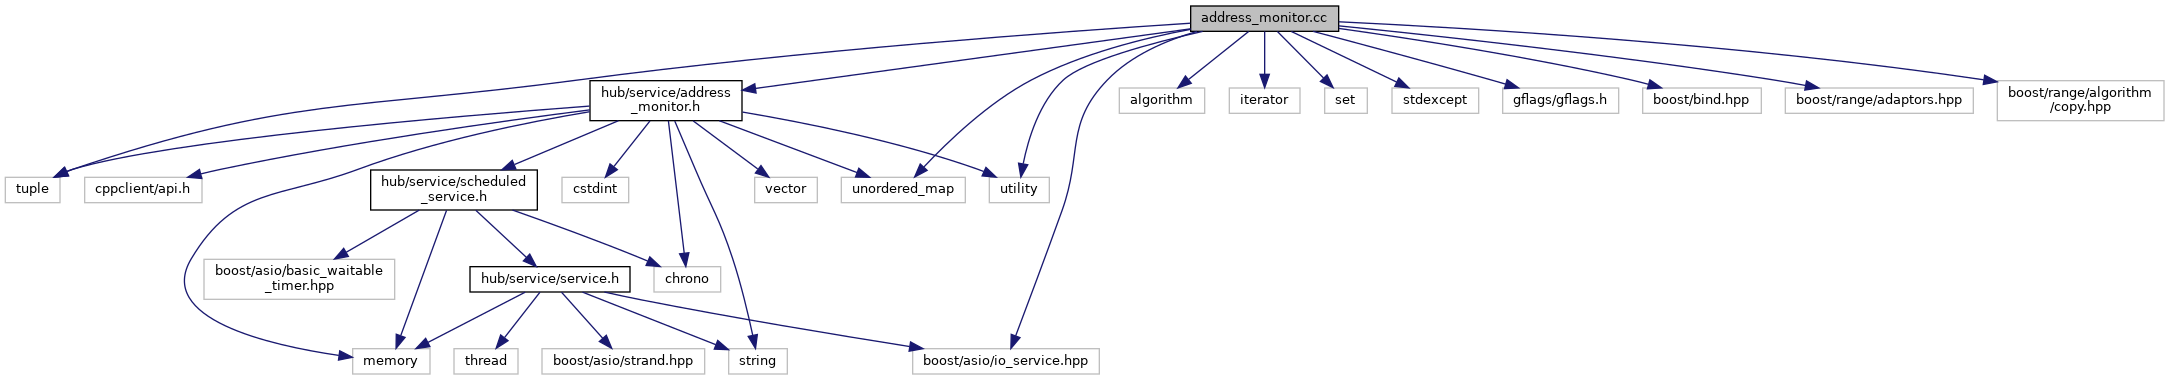 address_monitor.cc
hub/service/address
_monitor.h
algorithm
iterator
set
stdexcept
gflags/gflags.h
boost/bind.hpp
boost/range/adaptors.hpp
boost/range/algorithm
/copy.hpp
tuple
cppclient/api.h
hub/service/scheduled
_service.h
cstdint
vector
unordered_map
utility
boost/asio/basic_waitable
_timer.hpp
hub/service/service.h
chrono
memory
thread
boost/asio/strand.hpp
string
boost/asio/io_service.hpp